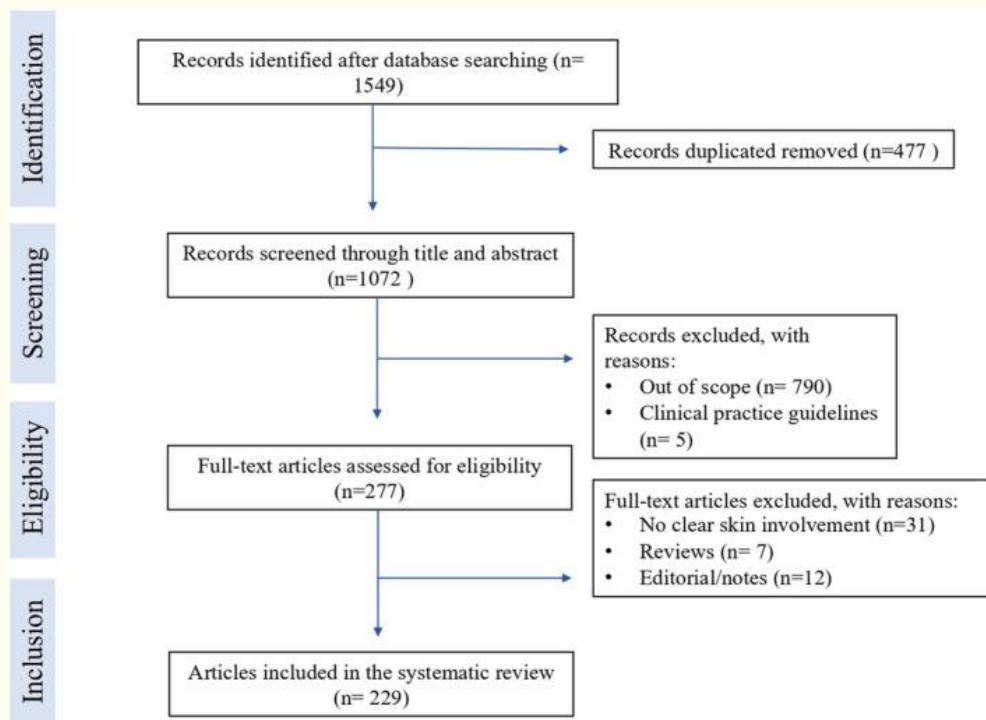 Identification
Records identified after database searching (n=
1549)
Records duplicated removed (n=477 )
Screening
Records screened through title and abstract
(n=1072 )
Records excluded, with
reasons:
• Out of scope (n= 790)
• Clinical practice guidelines
(n= 5)
Eligibility
Full-text articles assessed for eligibility
(n=277)
Full-text articles excluded, with reasons:
• No clear skin involvement (n=31)
• Reviews (n= 7)
• Editorial/notes (n=12)
Inclusion
Articles included in the systematic review
(n= 229)